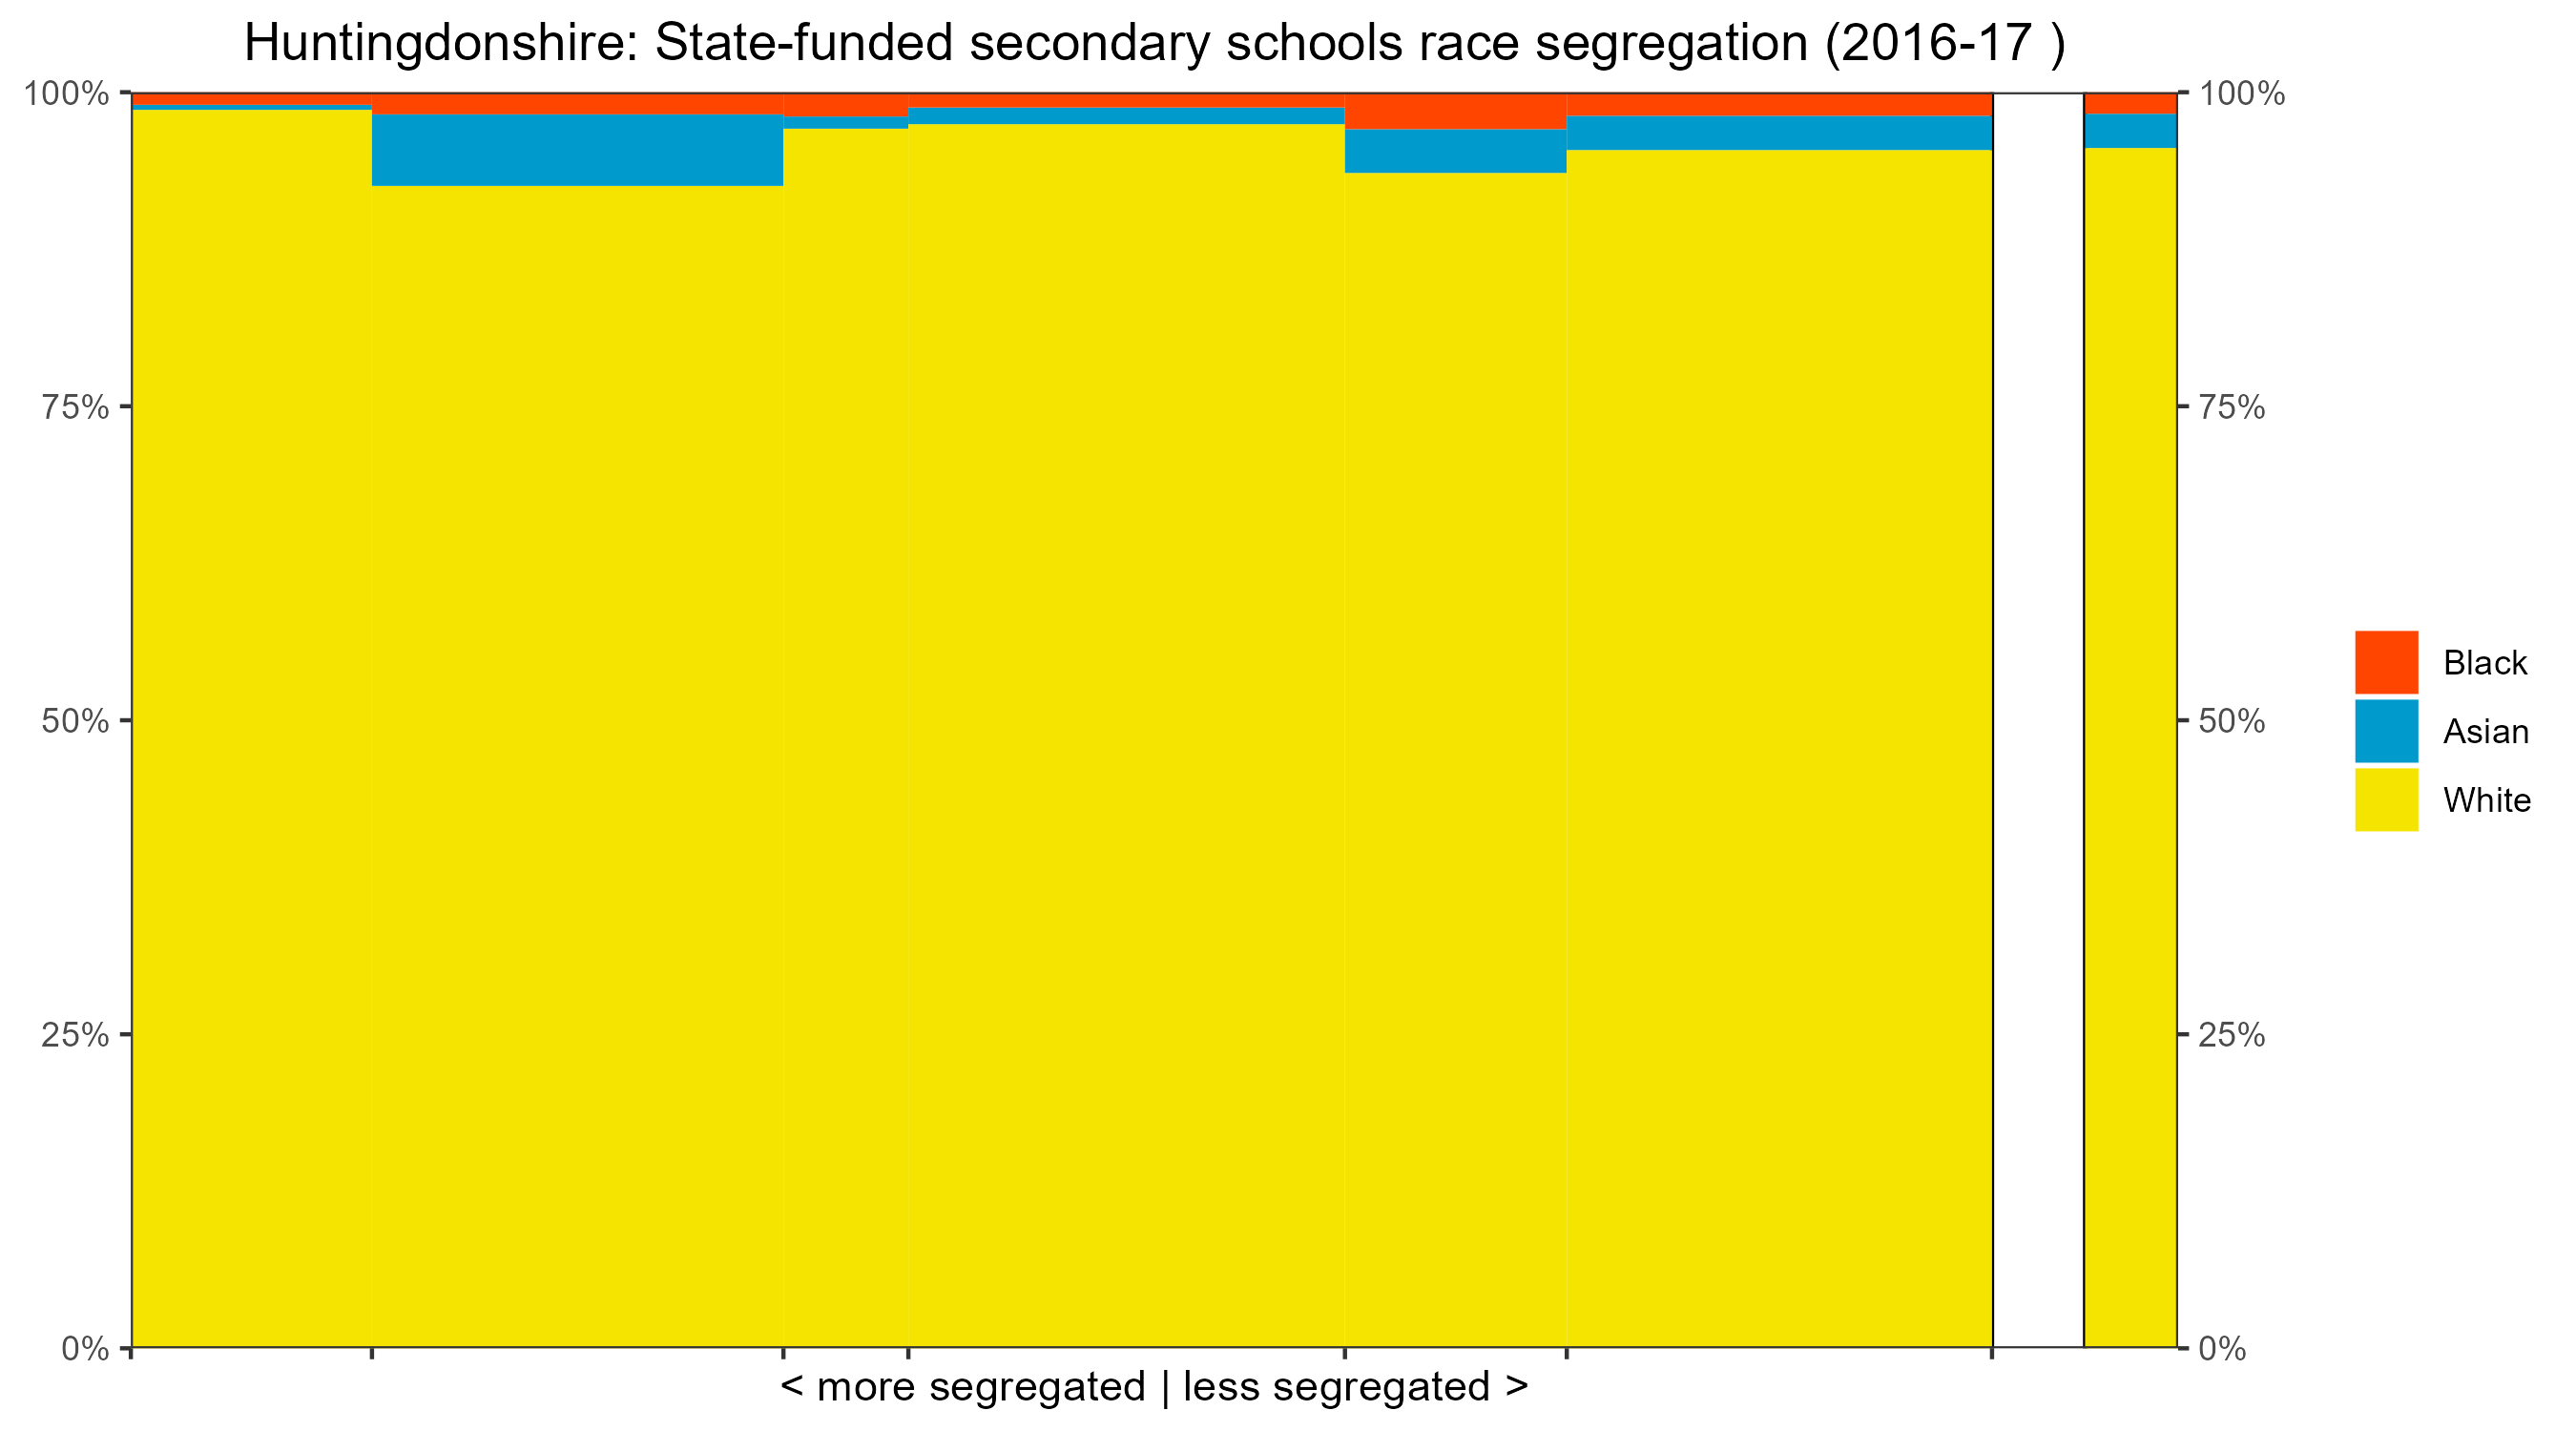 Huntingdonshire: State-funded secondary schools race segregation (2016-17 )
100%
75%
50%
25%
0%
100%
75%
50%
25%
0%
Black
Asian
White
< more segregated | less segregated >